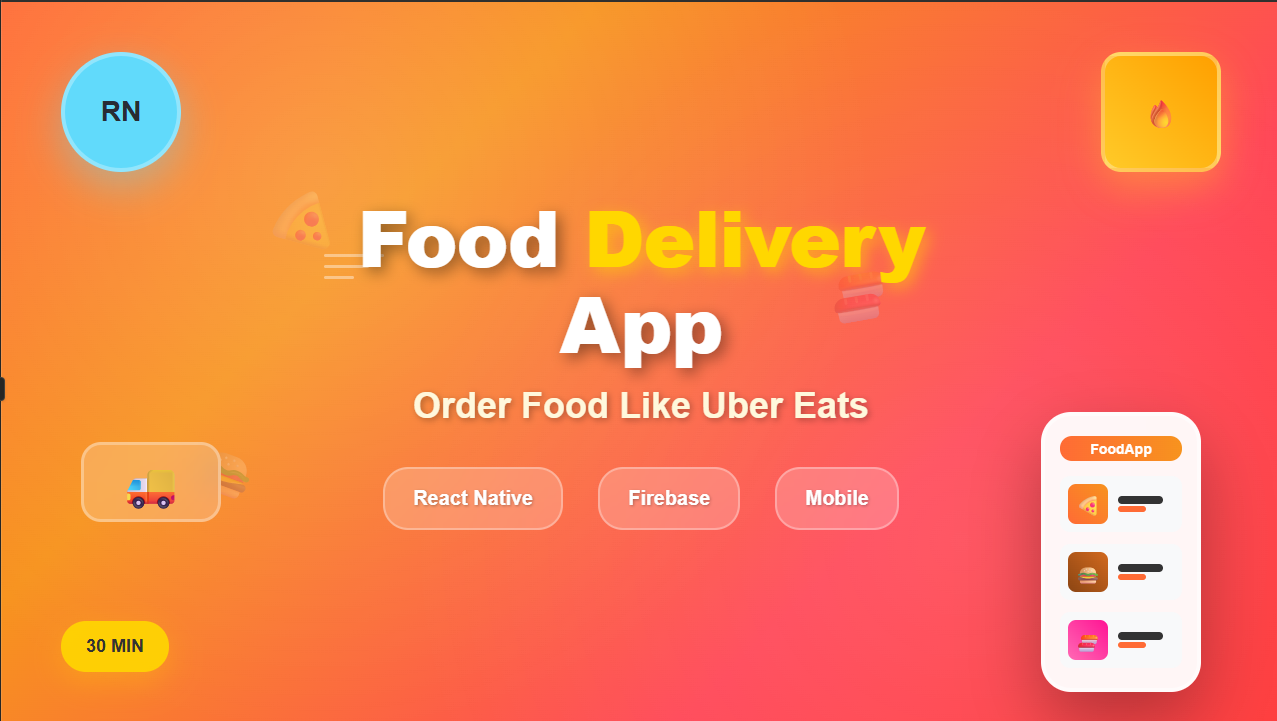 RN
Food Delivery
App
Order Food Like Uber Eats
React Native
Firebase
Mobile
30 MIN
FoodApp